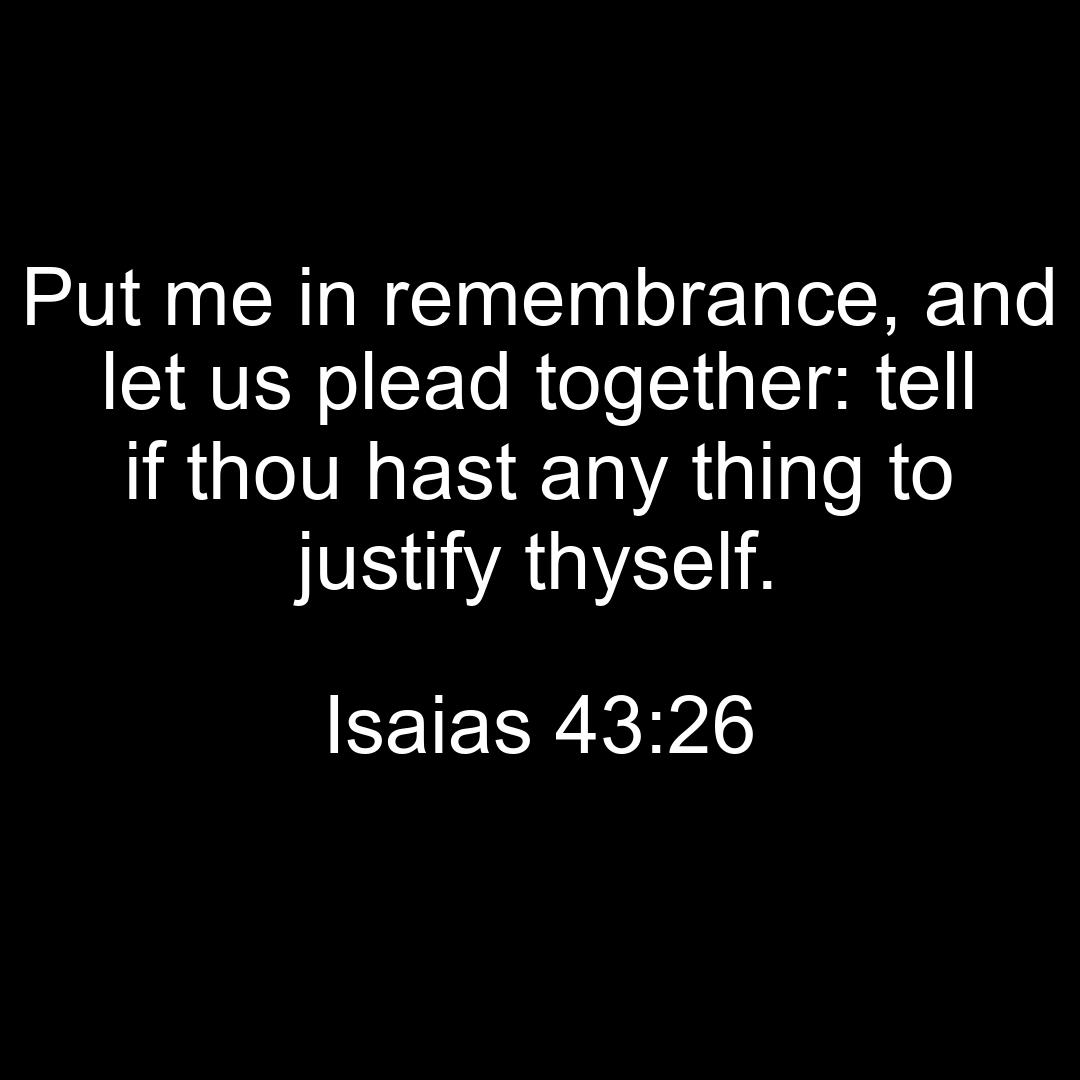 Put me in remembrance, and
let us plead together: tell
if thou hast any thing to
justify thyself.
Isaias 43:26